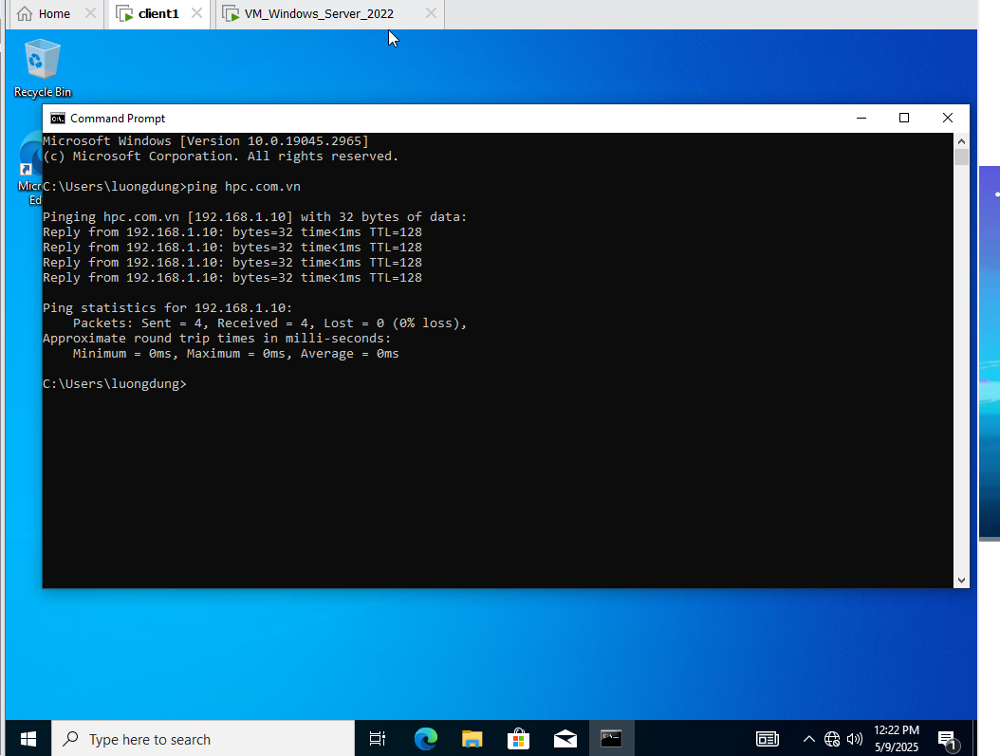 Home
client1
VM_Windows_Server_2022
Recycle Bin
Command Prompt
Microsoft Windows [Version 10.0.19045.2965]
(c) Microsoft Corporation. All rights reserved.
Micr
Ed
C:\Users\luongdung>ping hpc.com.vn
Pinging hpc.com.vn [192.168.1.10] with 32 bytes of data:
Reply from 192.168.1.10: bytes=32 time<1ms TTL=128
Reply from 192.168.1.10: bytes=32 time<1ms TTL=128
Reply from 192.168.1.10: bytes=32 time<1ms TTL=128
Reply from 192.168.1.10: bytes=32 time<1ms TTL=128
Ping statistics for 192.168.1.10:
    Packets: Sent = 4, Received = 4, Lost = 0 (0% loss),
Approximate round trip times in milli-seconds:
    Minimum = 0ms, Maximum = 0ms, Average = 0ms
C:\Users\luongdung>
Type here to search
12:22 PM
5/9/2025
1